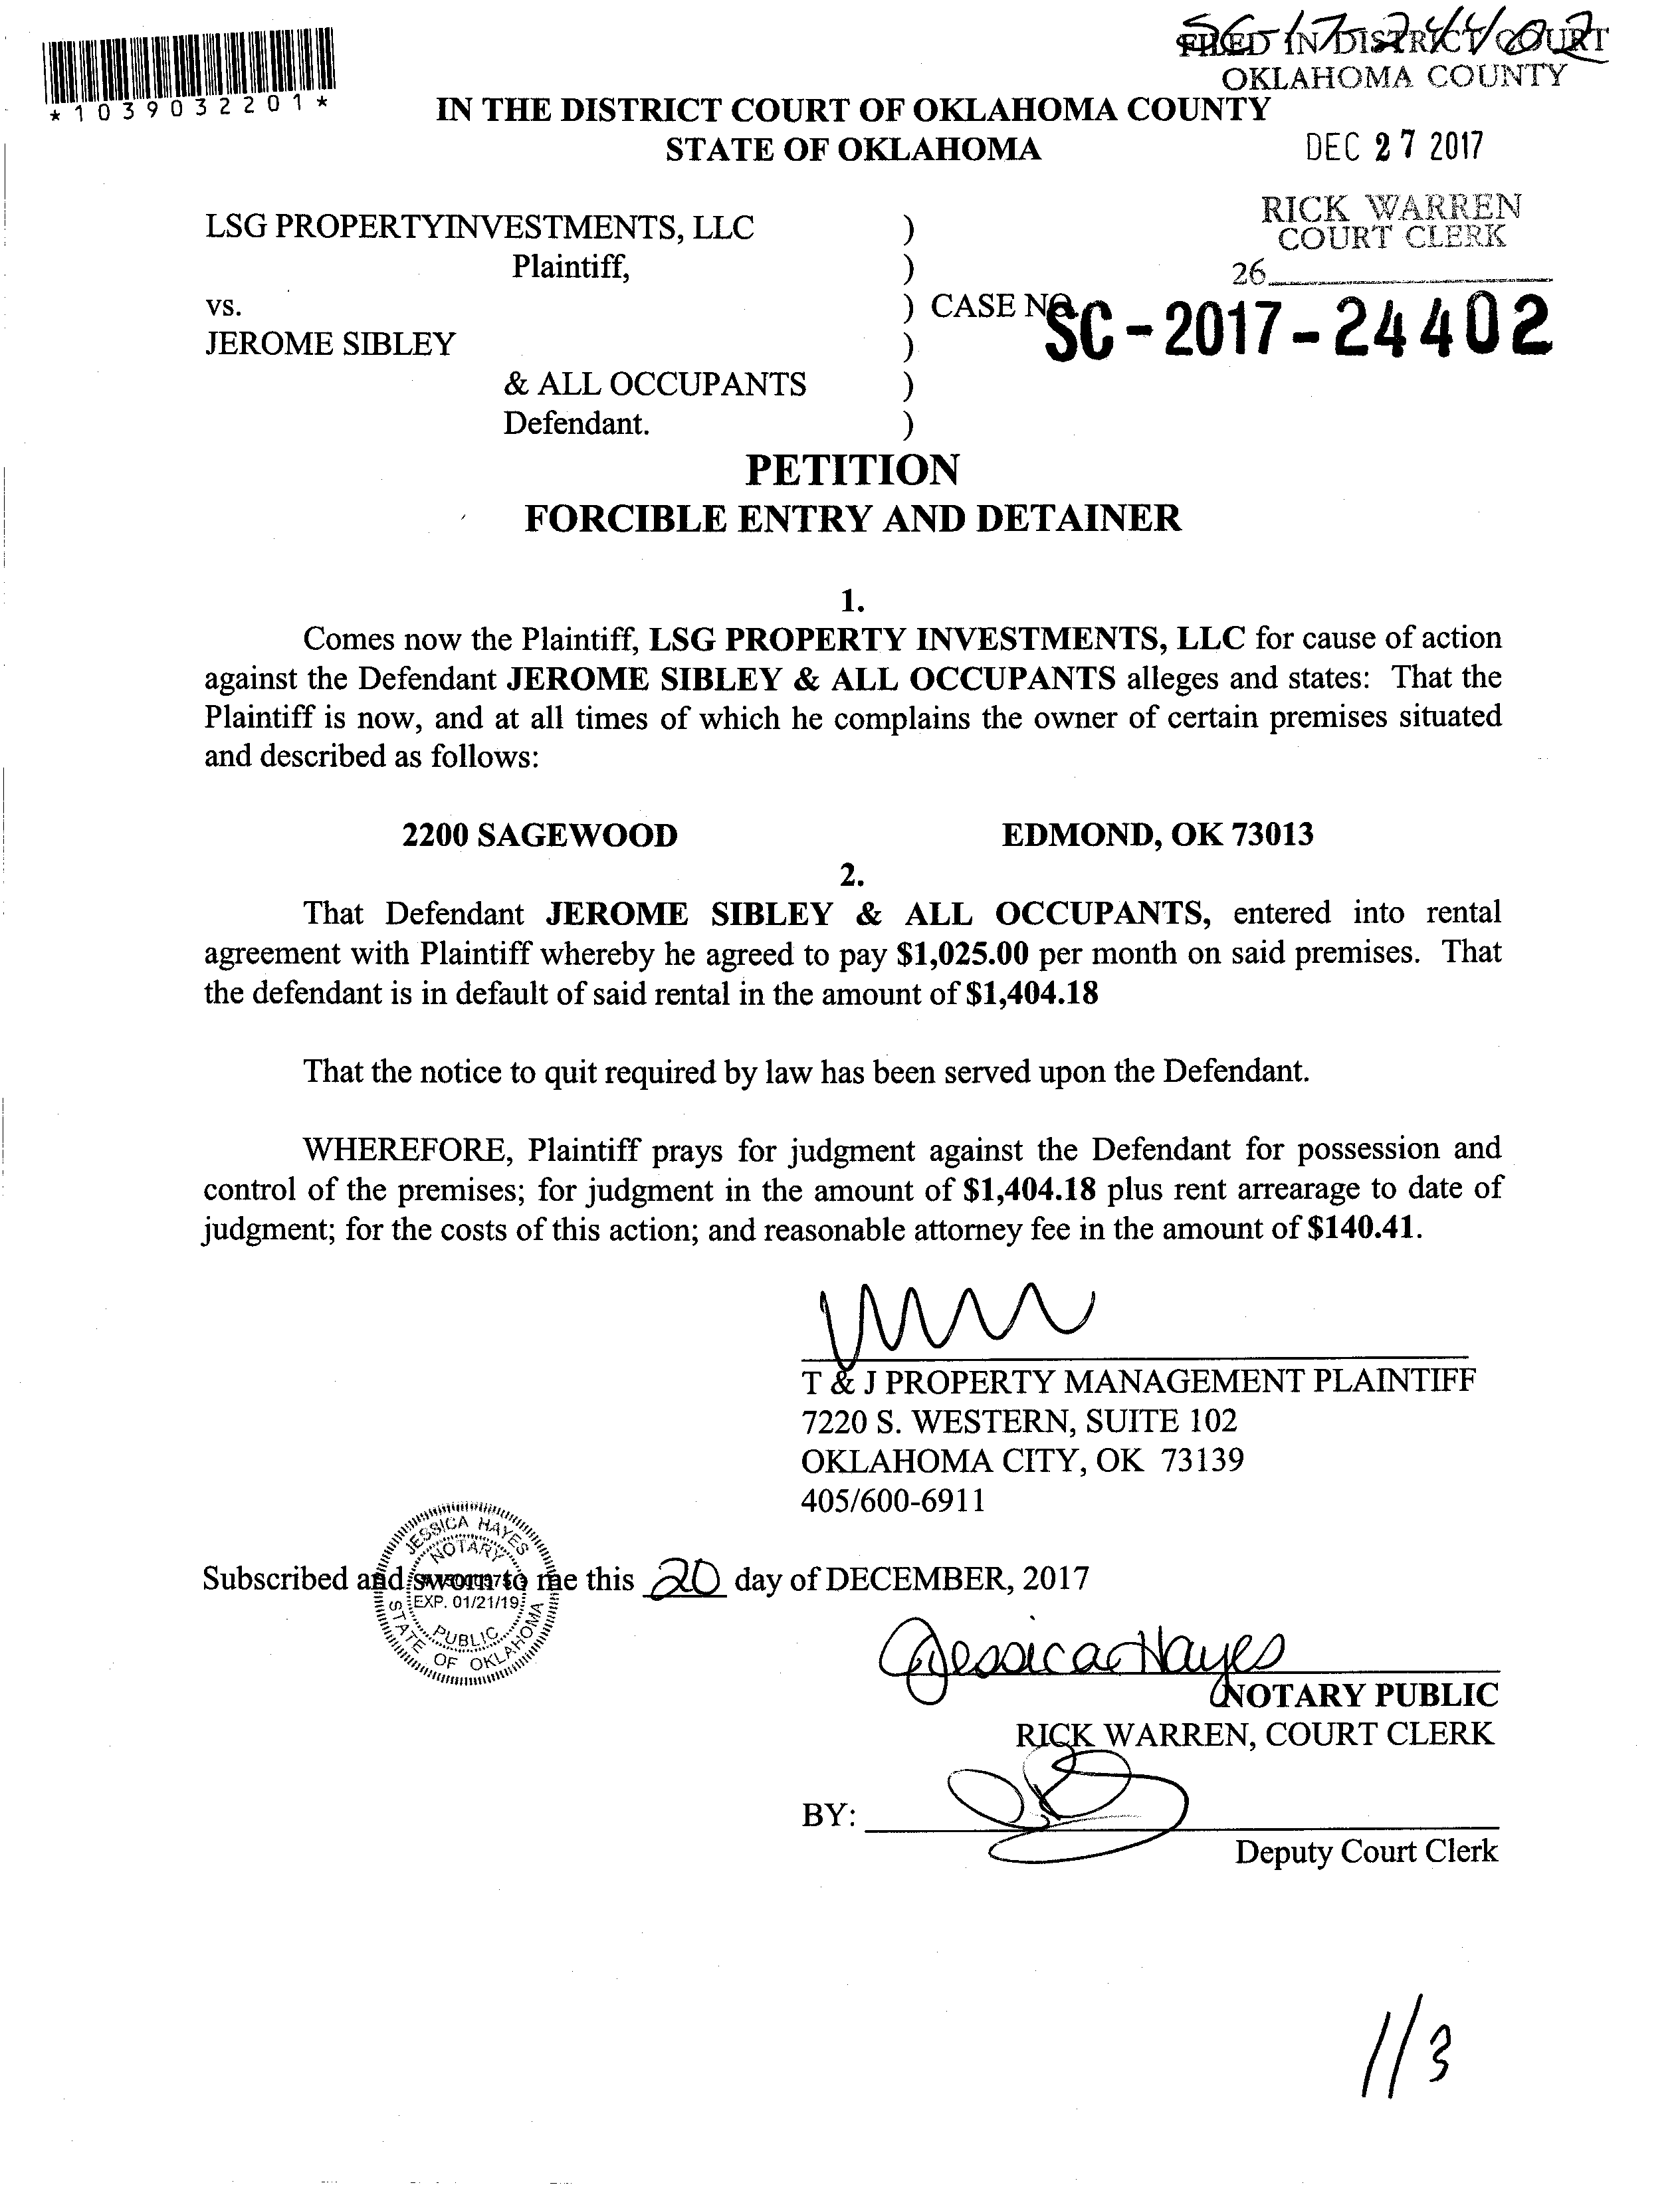 SC-17-24402
FILED IN DISTRICT COURT
OKLAHOMA COUNTY
*1039032201*
IN THE DISTRICT COURT OF OKLAHOMA COUNTY
STATE OF OKLAHOMA
DEC 27 2017
RICK WARREN
COURT CLERK
26
LSG PROPERTYINVESTMENTS, LLC )
Plaintiff, )
vs. ) CASE NO. SC-2017-24402
JEROME SIBLEY )
& ALL OCCUPANTS )
Defendant. )
PETITION
FORCIBLE ENTRY AND DETAINER
1.
Comes now the Plaintiff, LSG PROPERTY INVESTMENTS, LLC for cause of action
against the Defendant JEROME SIBLEY & ALL OCCUPANTS alleges and states: That the
Plaintiff is now, and at all times of which he complains the owner of certain premises situated
and described as follows:
2200 SAGEWOOD EDMOND, OK 73013
2.
That Defendant JEROME SIBLEY & ALL OCCUPANTS, entered into rental
agreement with Plaintiff whereby he agreed to pay $1,025.00 per month on said premises. That
the defendant is in default of said rental in the amount of $1,404.18
That the notice to quit required by law has been served upon the Defendant.
WHEREFORE, Plaintiff prays for judgment against the Defendant for possession and
control of the premises; for judgment in the amount of $1,404.18 plus rent arrearage to date of
judgment; for the costs of this action; and reasonable attorney fee in the amount of $140.41.
T & J PROPERTY MANAGEMENT PLAINTIFF
7220 S. WESTERN, SUITE 102
OKLAHOMA CITY, OK 73139
405/600-6911
JESSICA HAYES
NOTARY
Subscribed and sworn to me this 20 day of DECEMBER, 2017
EXP. 01/21/19
PUBLIC
STATE OF OKLAHOMA
Jessica Hayes
NOTARY PUBLIC
RICK WARREN, COURT CLERK
BY:
Deputy Court Clerk
1/3